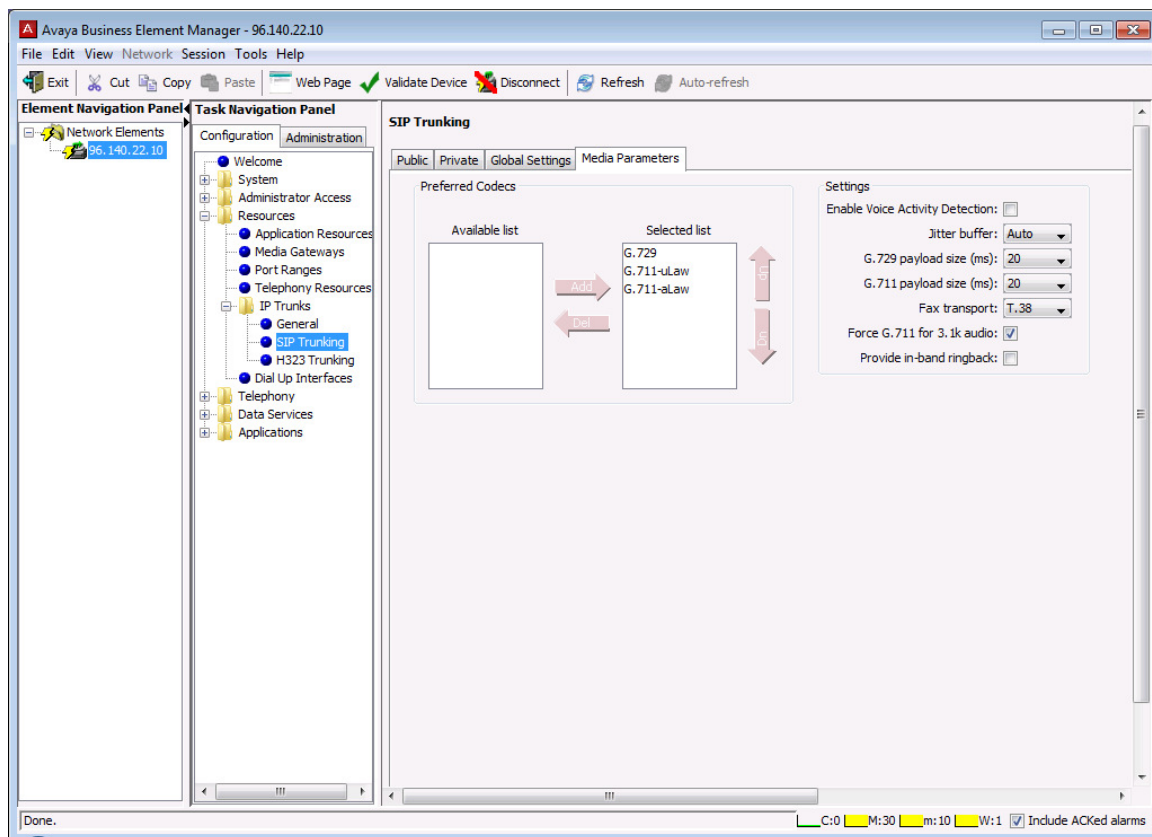 Avaya Business Element Manager - 96.140.22.10
File Edit View Network Session Tools Help
Exit Cut Copy Paste Web Page Validate Device Disconnect Refresh Auto-refresh
Element Navigation Panel
Network Elements
96.140.22.10
Task Navigation Panel
Configuration Administration
Welcome
System
Administrator Access
Resources
Application Resources
Media Gateways
Port Ranges
Telephony Resources
IP Trunks
General
SIP Trunking
H323 Trunking
Dial Up Interfaces
Telephony
Data Services
Applications
SIP Trunking
Public Private Global Settings Media Parameters
Preferred Codecs
Available list
Add
Del
Selected list
G.729
G.711-uLaw
G.711-aLaw
Up
Dn
Settings
Enable Voice Activity Detection:
Jitter buffer: Auto
G.729 payload size (ms): 20
G.711 payload size (ms): 20
Fax transport: T.38
Force G.711 for 3.1k audio:
Provide in-band ringback:
Done.
C:0 M:30 m:10 W:1 Include ACKed alarms